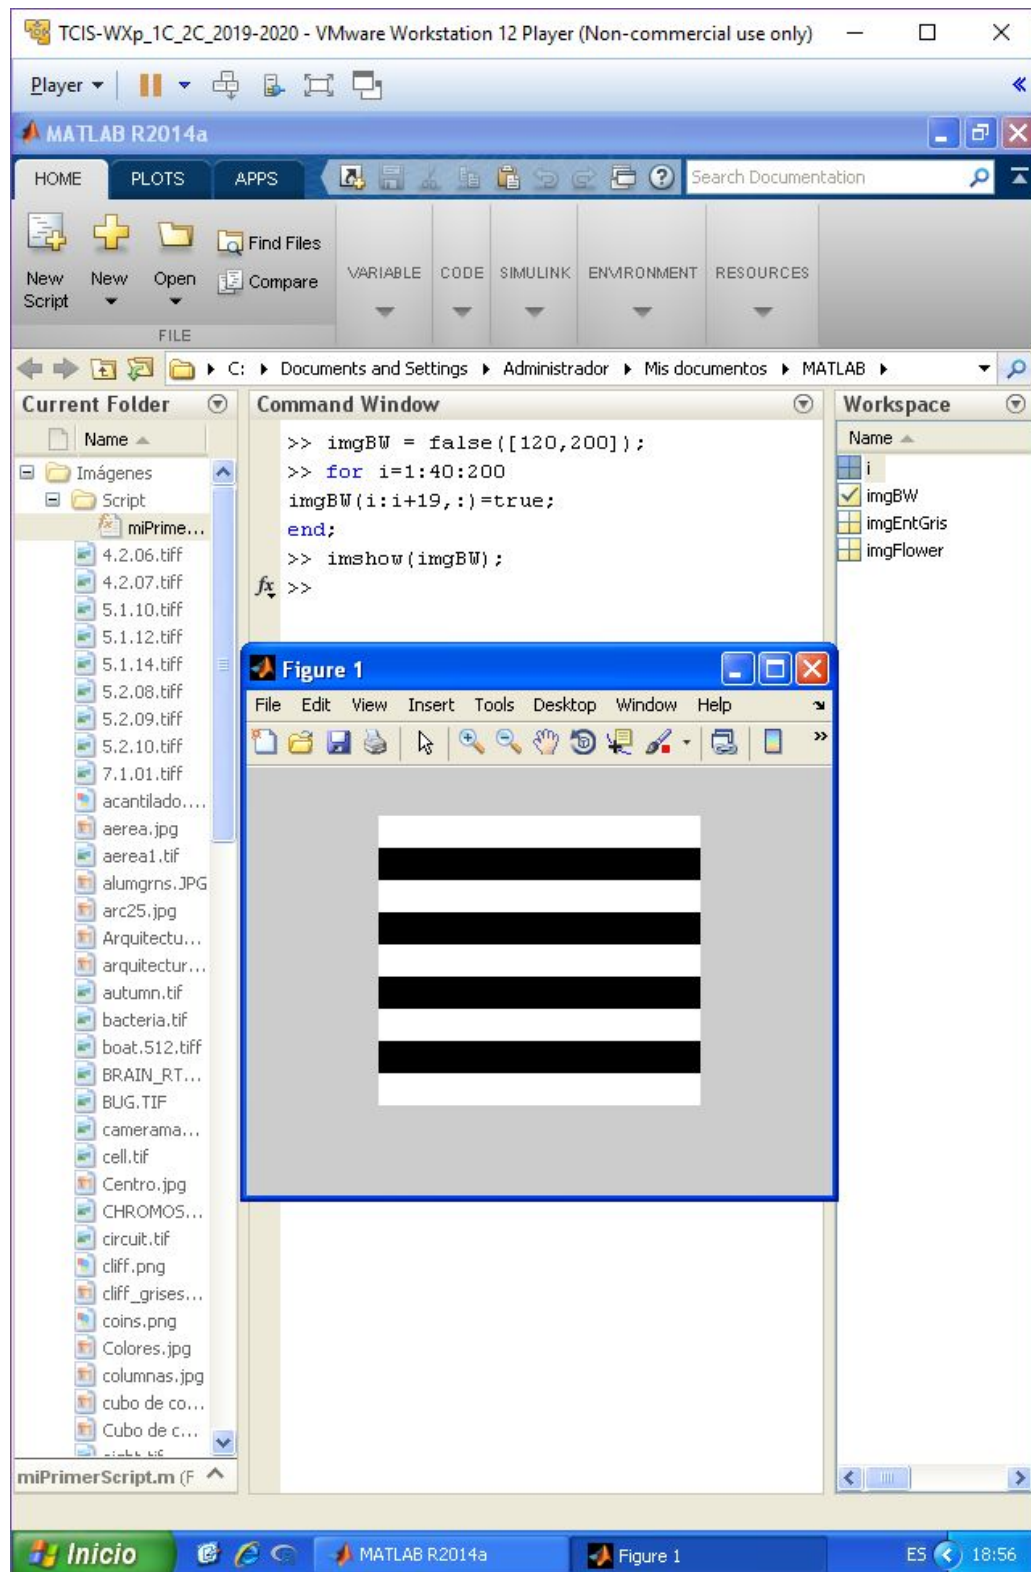 TCIS-WXp_1C_2C_2019-2020 - VMware Workstation 12 Player (Non-commercial use only)
Player
MATLAB R2014a
HOME PLOTS APPS Search Documentation
New Script New Open Find Files Compare
VARIABLE CODE SIMULINK ENVIRONMENT RESOURCES
FILE
C: Documents and Settings Administrador Mis documentos MATLAB
Current Folder
Name
Imágenes
Script
miPrime...
4.2.06.tiff
4.2.07.tiff
5.1.10.tiff
5.1.12.tiff
5.1.14.tiff
5.2.08.tiff
5.2.09.tiff
5.2.10.tiff
7.1.01.tiff
acantilado....
aerea.jpg
aerea1.tif
alumgrns.JPG
arc25.jpg
Arquitectu...
arquitectur...
autumn.tif
bacteria.tif
boat.512.tiff
BRAIN_RT...
BUG.TIF
camerama...
cell.tif
Centro.jpg
CHROMOS...
circuit.tif
cliff.png
cliff_grises...
coins.png
Colores.jpg
columnas.jpg
cubo de co...
Cubo de c...
miPrimerScript.m (F
Command Window
>> imgBW = false([120,200]);
>> for i=1:40:200
imgBW(i:i+19,:)=true;
end;
>> imshow(imgBW);
fx >>
Figure 1
File Edit View Insert Tools Desktop Window Help
Workspace
Name
i
imgBW
imgEntGris
imgFlower
Inicio MATLAB R2014a Figure 1 ES 18:56